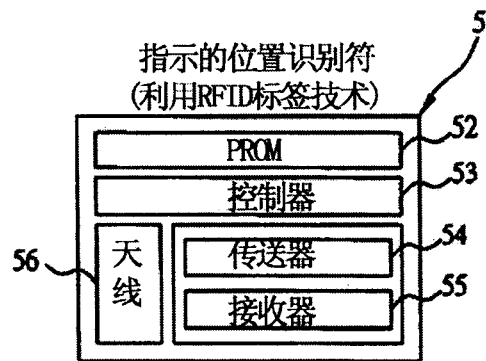 5
指示的位置识别符
(利用RFID标签技术)
PROM
52
控制器
53
天线
56
传送器
54
接收器
55